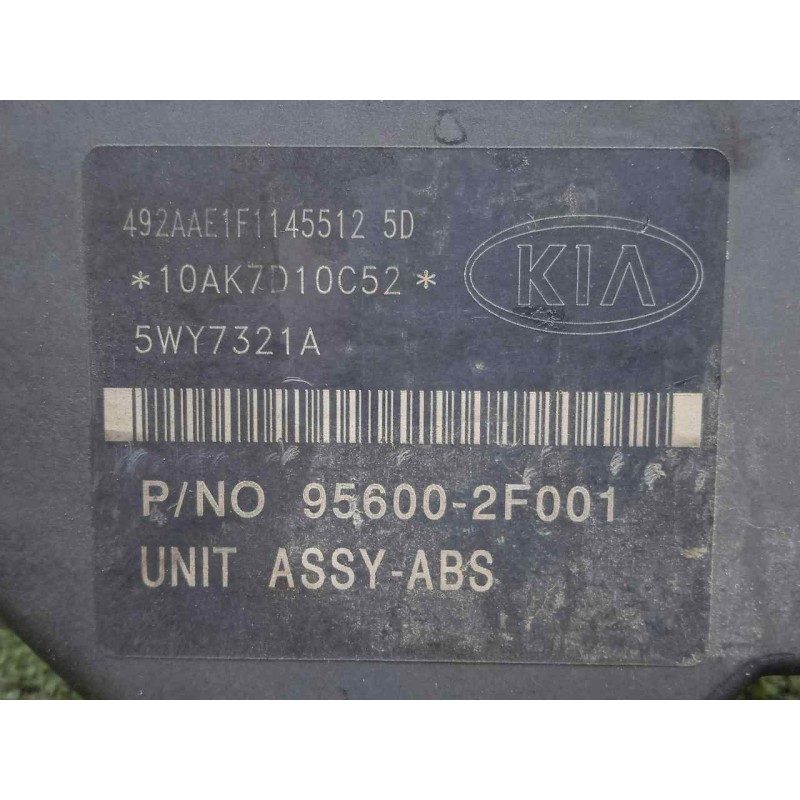 492AAE1F1145512 5D
*10AK7D10C52*
KIA
5WY7321A
P/NO 95600-2F001
UNIT ASSY-ABS